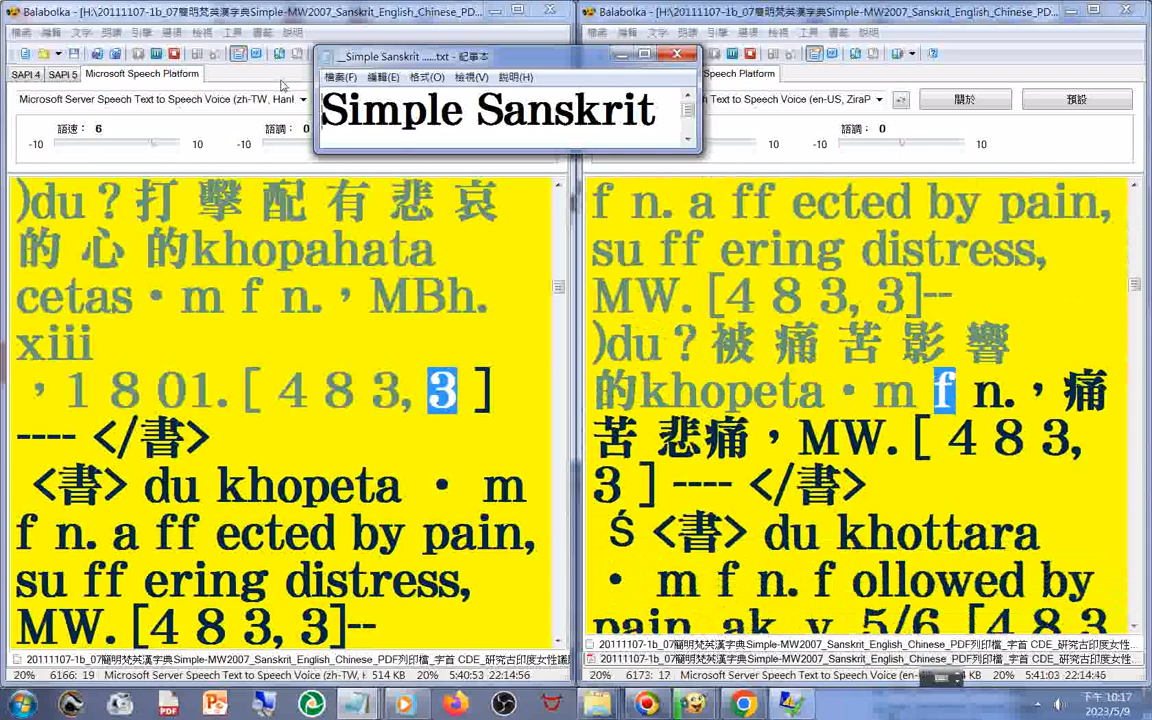 Balabolka - [H:\20111107-1b_07簡明梵英漢字典Simple-MW2007_Sanskrit_English_Chinese_PD...
SAPI 4 SAPI 5 Microsoft Speech Platform
Microsoft Server Speech Text to Speech Voice (zh-TW, HanI
語速： 6 語調： 0
-10 10 -10
)du？打 擊 配 有 悲 哀
的 心 的khopahata
cetas・m f n.，MBh.
xiii
，1 8 01. [ 4 8 3, 3 ]
---- </書>
<書> du khopeta ・ m
f n. a ff ected by pain,
su ff ering distress,
MW. [4 8 3, 3]--
20111107-1b_07簡明梵英漢字典Simple-MW2007_Sanskrit_English_Chinese_PDF列印檔_字首 CDE_研究古印度女性議
20% 6166: 19 Microsoft Server Speech Text to Speech Voice (zh-TW, H 514 KB 20% 5:40:53 22:14:56
__Simple Sanskrit ......txt - 記事本
檔案(F) 編輯(E) 格式(O) 檢視(V) 說明(H)
Simple Sanskrit
Balabolka - [H:\20111107-1b_07簡明梵英漢字典Simple-MW2007_Sanskrit_English_Chinese_PD...
Speech Platform
t Server Speech Text to Speech Voice (en-US, ZiraP 關於 預設
語調： 0
10 -10 10
f n. a ff ected by pain,
su ff ering distress,
MW. [4 8 3, 3]--
)du？被 痛 苦 影 響
的khopeta・m f n.，痛
苦 悲痛，MW. [ 4 8 3,
3 ] ---- </書>
Ś <書> du khottara
・ m f n. f ollowed by
pain, ak. v, 5/6. [4 8 3
20111107-1b_07簡明梵英漢字典Simple-MW2007_Sanskrit_English_Chinese_PDF列印檔_字首 CDE_研究古印度女性
20111107-1b_07簡明梵英漢字典Simple-MW2007_Sanskrit_English_Chinese_PDF列印檔_字首 CDE_研究古印度女性...
20% 6173: 12 Microsoft Server Speech 20% 5:41:03 22:14:46
下午 10:17
2023/5/9